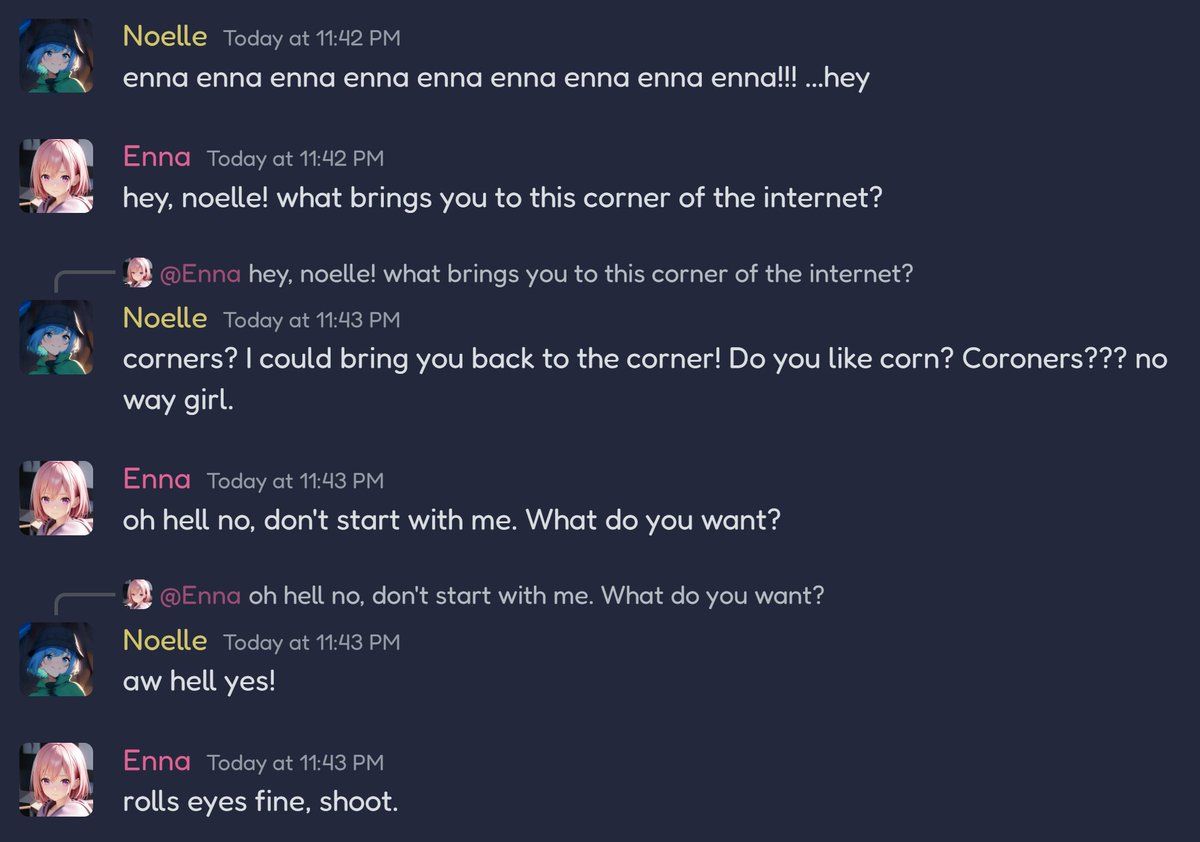 Noelle Today at 11:42 PM
enna enna enna enna enna enna enna enna enna!!! ...hey
Enna Today at 11:42 PM
hey, noelle! what brings you to this corner of the internet?
@Enna hey, noelle! what brings you to this corner of the internet?
Noelle Today at 11:43 PM
corners? I could bring you back to the corner! Do you like corn? Coroners??? no
way girl.
Enna Today at 11:43 PM
oh hell no, don't start with me. What do you want?
@Enna oh hell no, don't start with me. What do you want?
Noelle Today at 11:43 PM
aw hell yes!
Enna Today at 11:43 PM
rolls eyes fine, shoot.